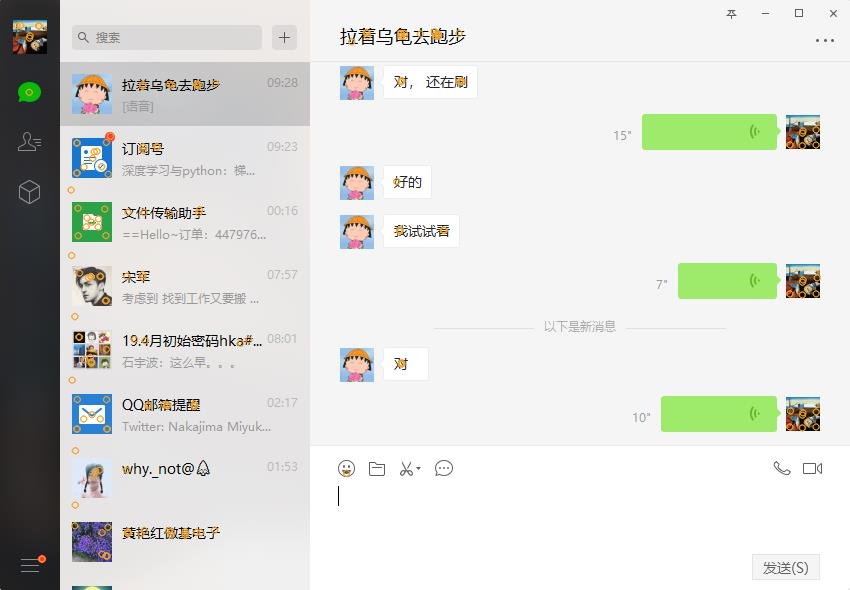 搜索
拉着乌龟去跑步
09:28
[语音]
订阅号
09:23
深度学习与python：梯...
文件传输助手
00:16
==Hello~订单：447976...
宋军
07:57
考虑到 找到工作又要搬 ...
19.4月初始密码hka#...
08:01
石宇波：这么早。。。
QQ邮箱提醒
02:17
Twitter: Nakajima Miyuk...
why._not@
01:53
黄艳红傲基电子
拉着乌龟去跑步
对， 还在刷
15"
好的
我试试看
7"
以下是新消息
对
10"
发送(S)